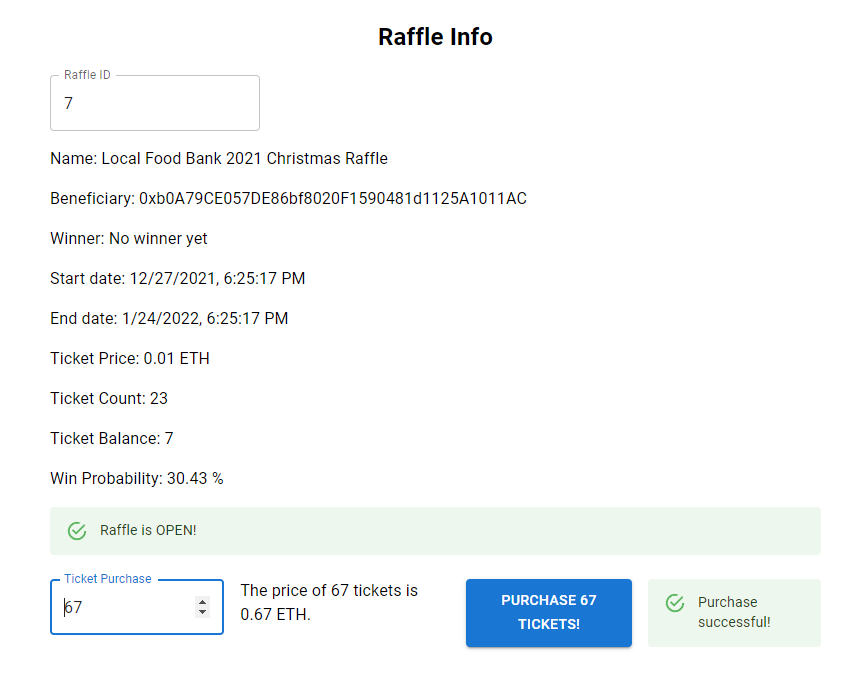 Raffle Info
Raffle ID
7
Name: Local Food Bank 2021 Christmas Raffle
Beneficiary: 0xb0A79CE057DE86bf8020F1590481d1125A1011AC
Winner: No winner yet
Start date: 12/27/2021, 6:25:17 PM
End date: 1/24/2022, 6:25:17 PM
Ticket Price: 0.01 ETH
Ticket Count: 23
Ticket Balance: 7
Win Probability: 30.43 %
Raffle is OPEN!
Ticket Purchase
67
The price of 67 tickets is
0.67 ETH.
PURCHASE 67
TICKETS!
Purchase
successful!